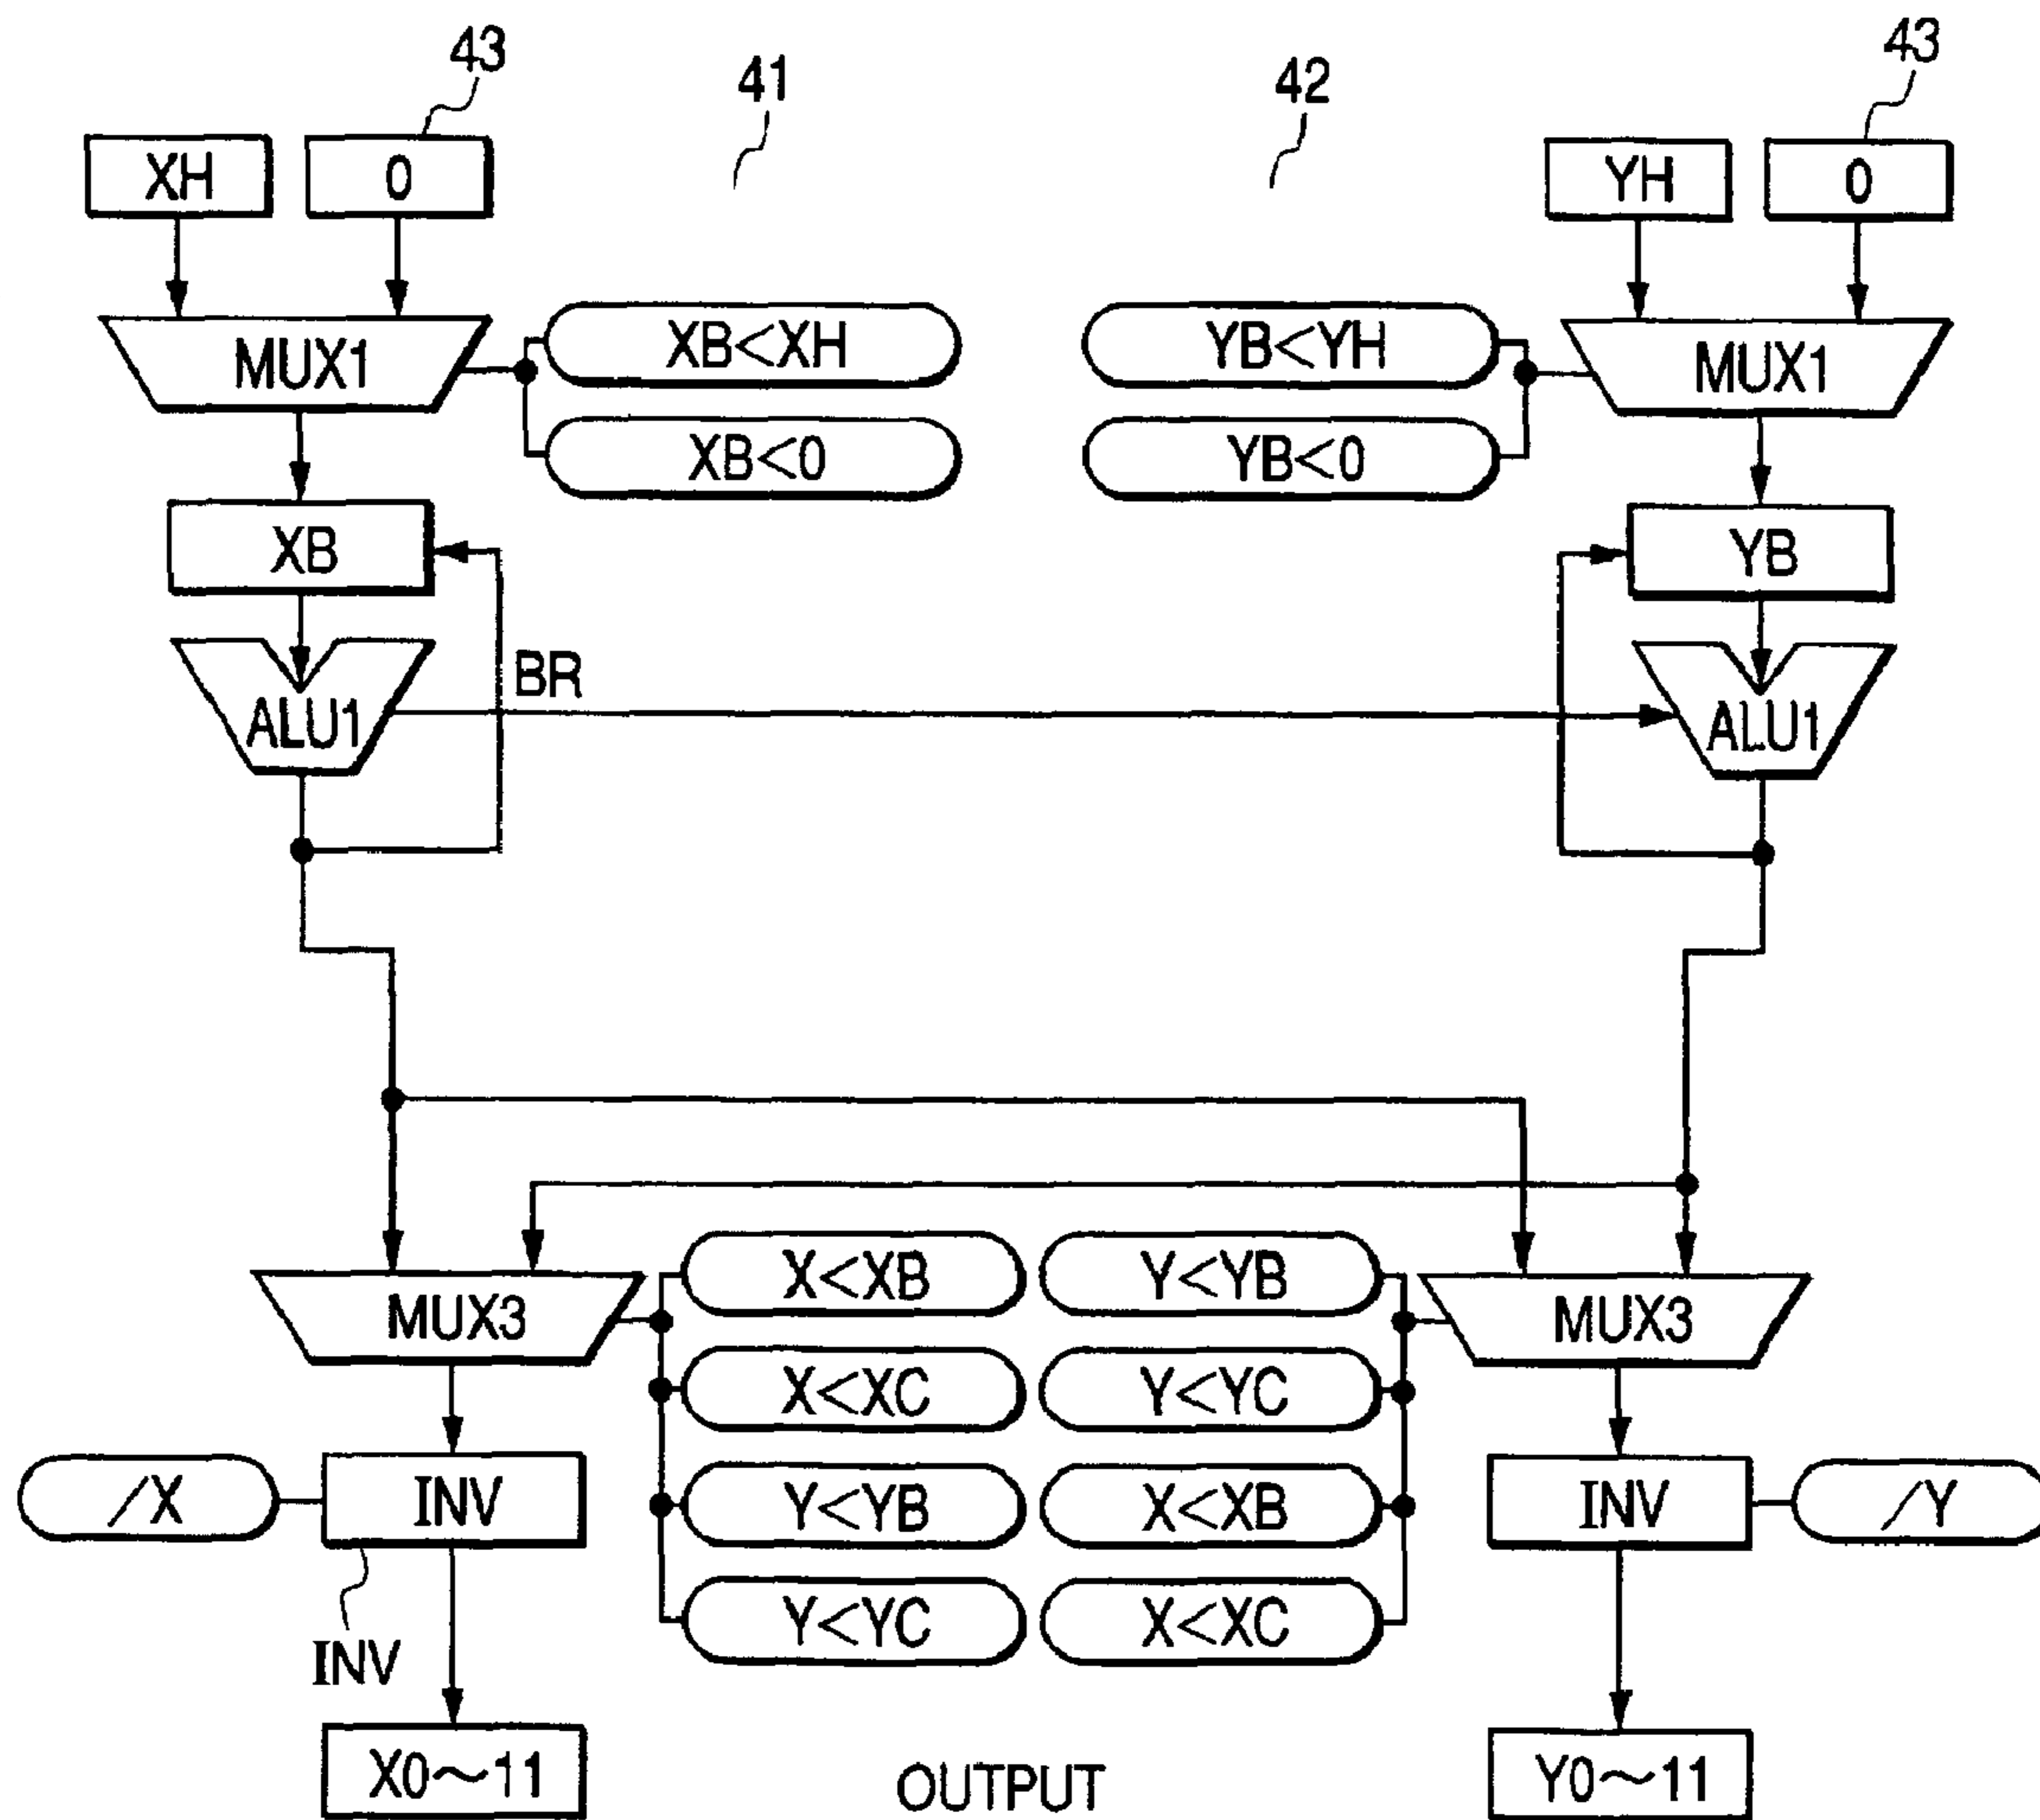 43 41 42 43
XH 0 YH 0
MUX1 XB<XH YB<YH MUX1
XB<0 YB<0
XB YB
BR
ALU1 ALU1
X<XB Y<YB
MUX3 MUX3
X<XC Y<YC
/X INV Y<YB X<XB INV /Y
Y<YC X<XC
INV
X0～11 OUTPUT Y0～11